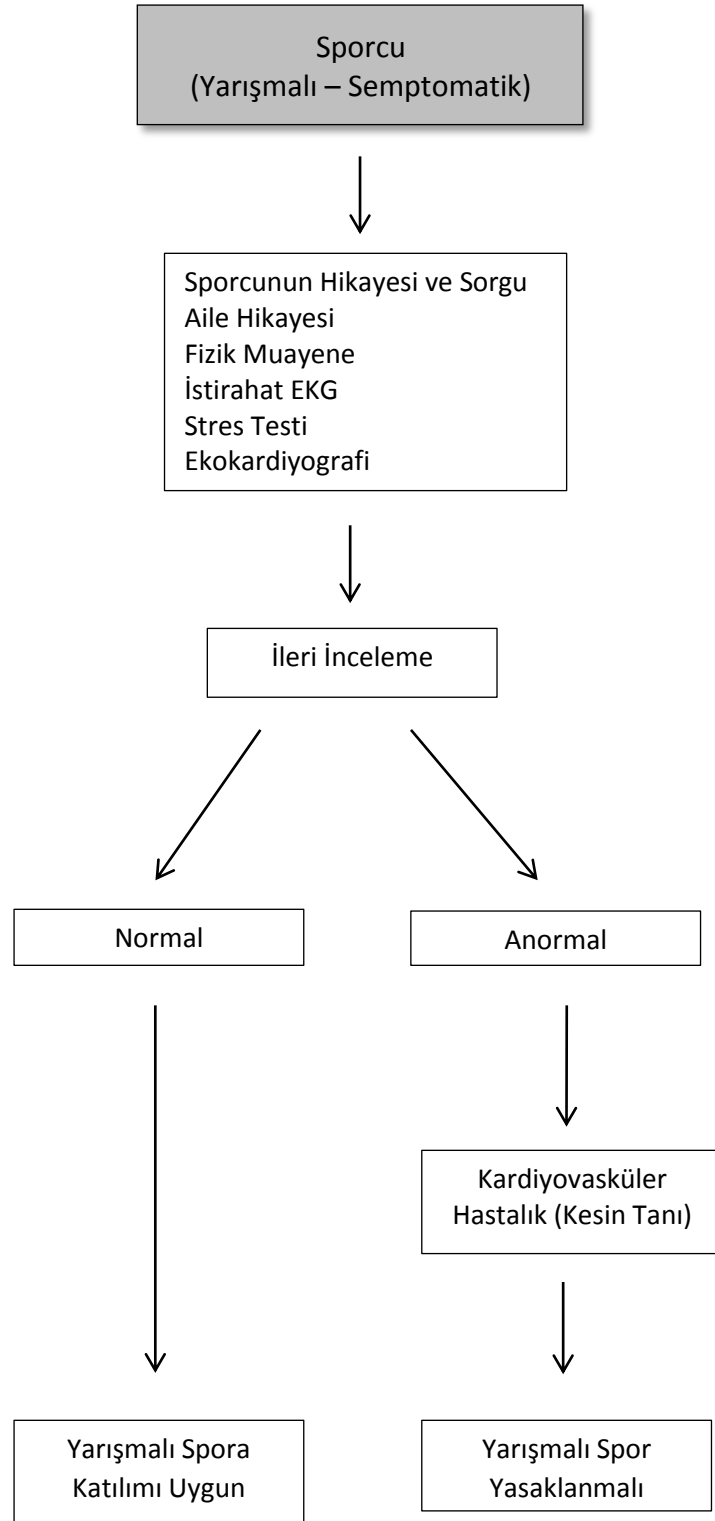 Sporcu
(Yarışmalı – Semptomatik)
Sporcunun Hikayesi ve Sorgu
Aile Hikayesi
Fizik Muayene
İstirahat EKG
Stres Testi
Ekokardiyografi
İleri İnceleme
Normal
Anormal
Kardiyovasküler
Hastalık (Kesin Tanı)
Yarışmalı Spora
Katılımı Uygun
Yarışmalı Spor
Yasaklanmalı